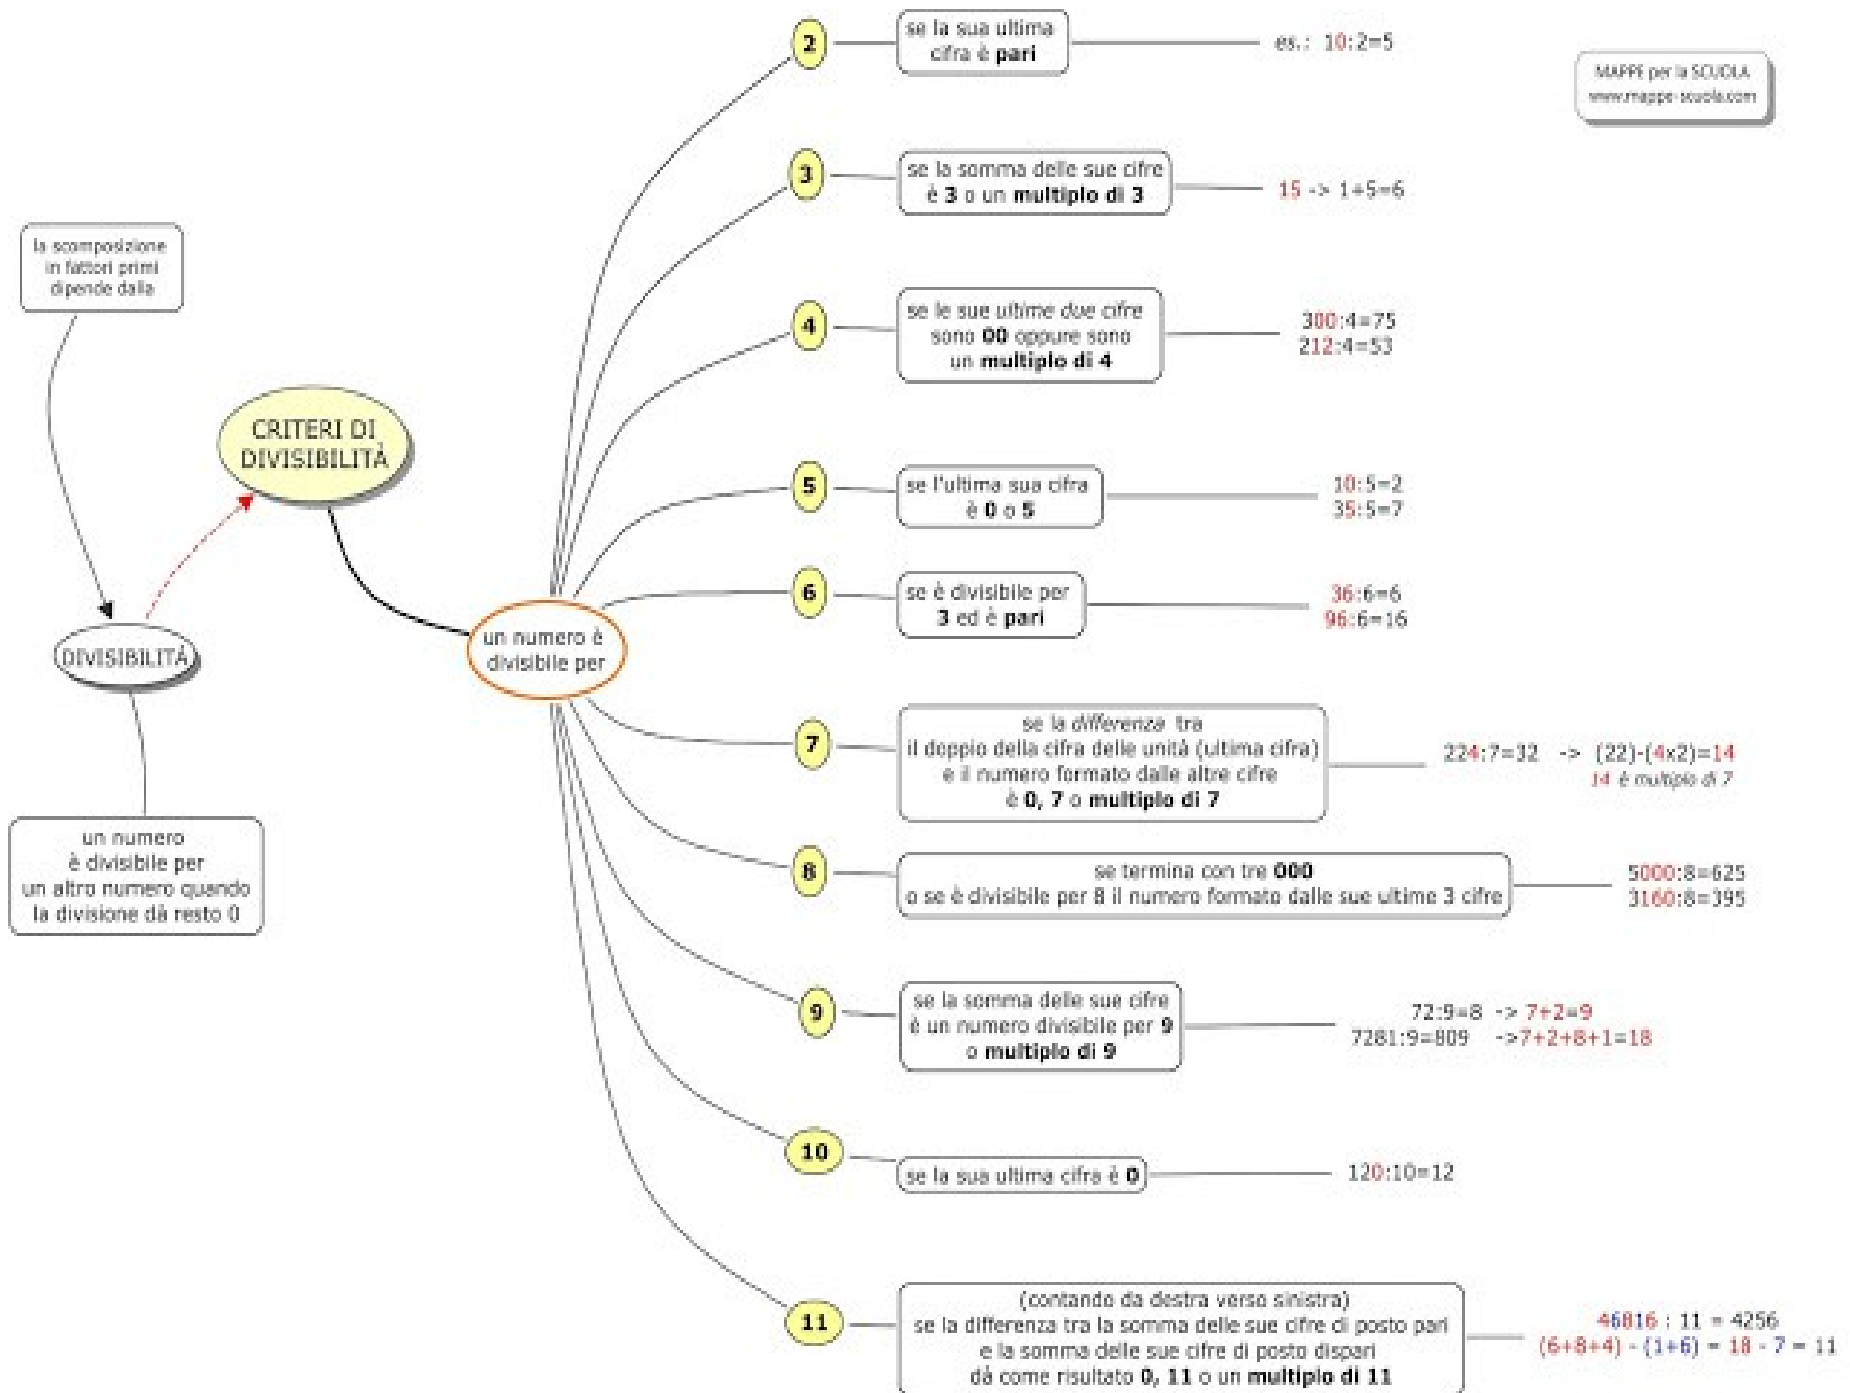 la scomposizione
in fattori primi
dipende dalla
DIVISIBILITÀ
un numero
è divisibile per
un altro numero quando
la divisione dà resto 0
CRITERI DI
DIVISIBILITÀ
un numero è
divisibile per
2
se la sua ultima
cifra è pari
es.: 10:2=5
MAPPE per la SCUOLA
www.mappe-scuola.com
3
se la somma delle sue cifre
è 3 o un multiplo di 3
15 -> 1+5=6
4
se le sue ultime due cifre
sono 00 oppure sono
un multiplo di 4
300:4=75
212:4=53
5
se l'ultima sua cifra
è 0 o 5
10:5=2
35:5=7
6
se è divisibile per
3 ed è pari
36:6=6
96:6=16
7
se la differenza tra
il doppio della cifra delle unità (ultima cifra)
e il numero formato dalle altre cifre
è 0, 7 o multiplo di 7
224:7=32 -> (22)-(4x2)=14
14 è multiplo di 7
8
se termina con tre 000
o se è divisibile per 8 il numero formato dalle sue ultime 3 cifre
5000:8=625
3160:8=395
9
se la somma delle sue cifre
è un numero divisibile per 9
o multiplo di 9
72:9=8 -> 7+2=9
7281:9=809 ->7+2+8+1=18
10
se la sua ultima cifra è 0
120:10=12
11
(contando da destra verso sinistra)
se la differenza tra la somma delle sue cifre di posto pari
e la somma delle sue cifre di posto dispari
dà come risultato 0, 11 o un multiplo di 11
46816 : 11 = 4256
(6+8+4) - (1+6) = 18 - 7 = 11